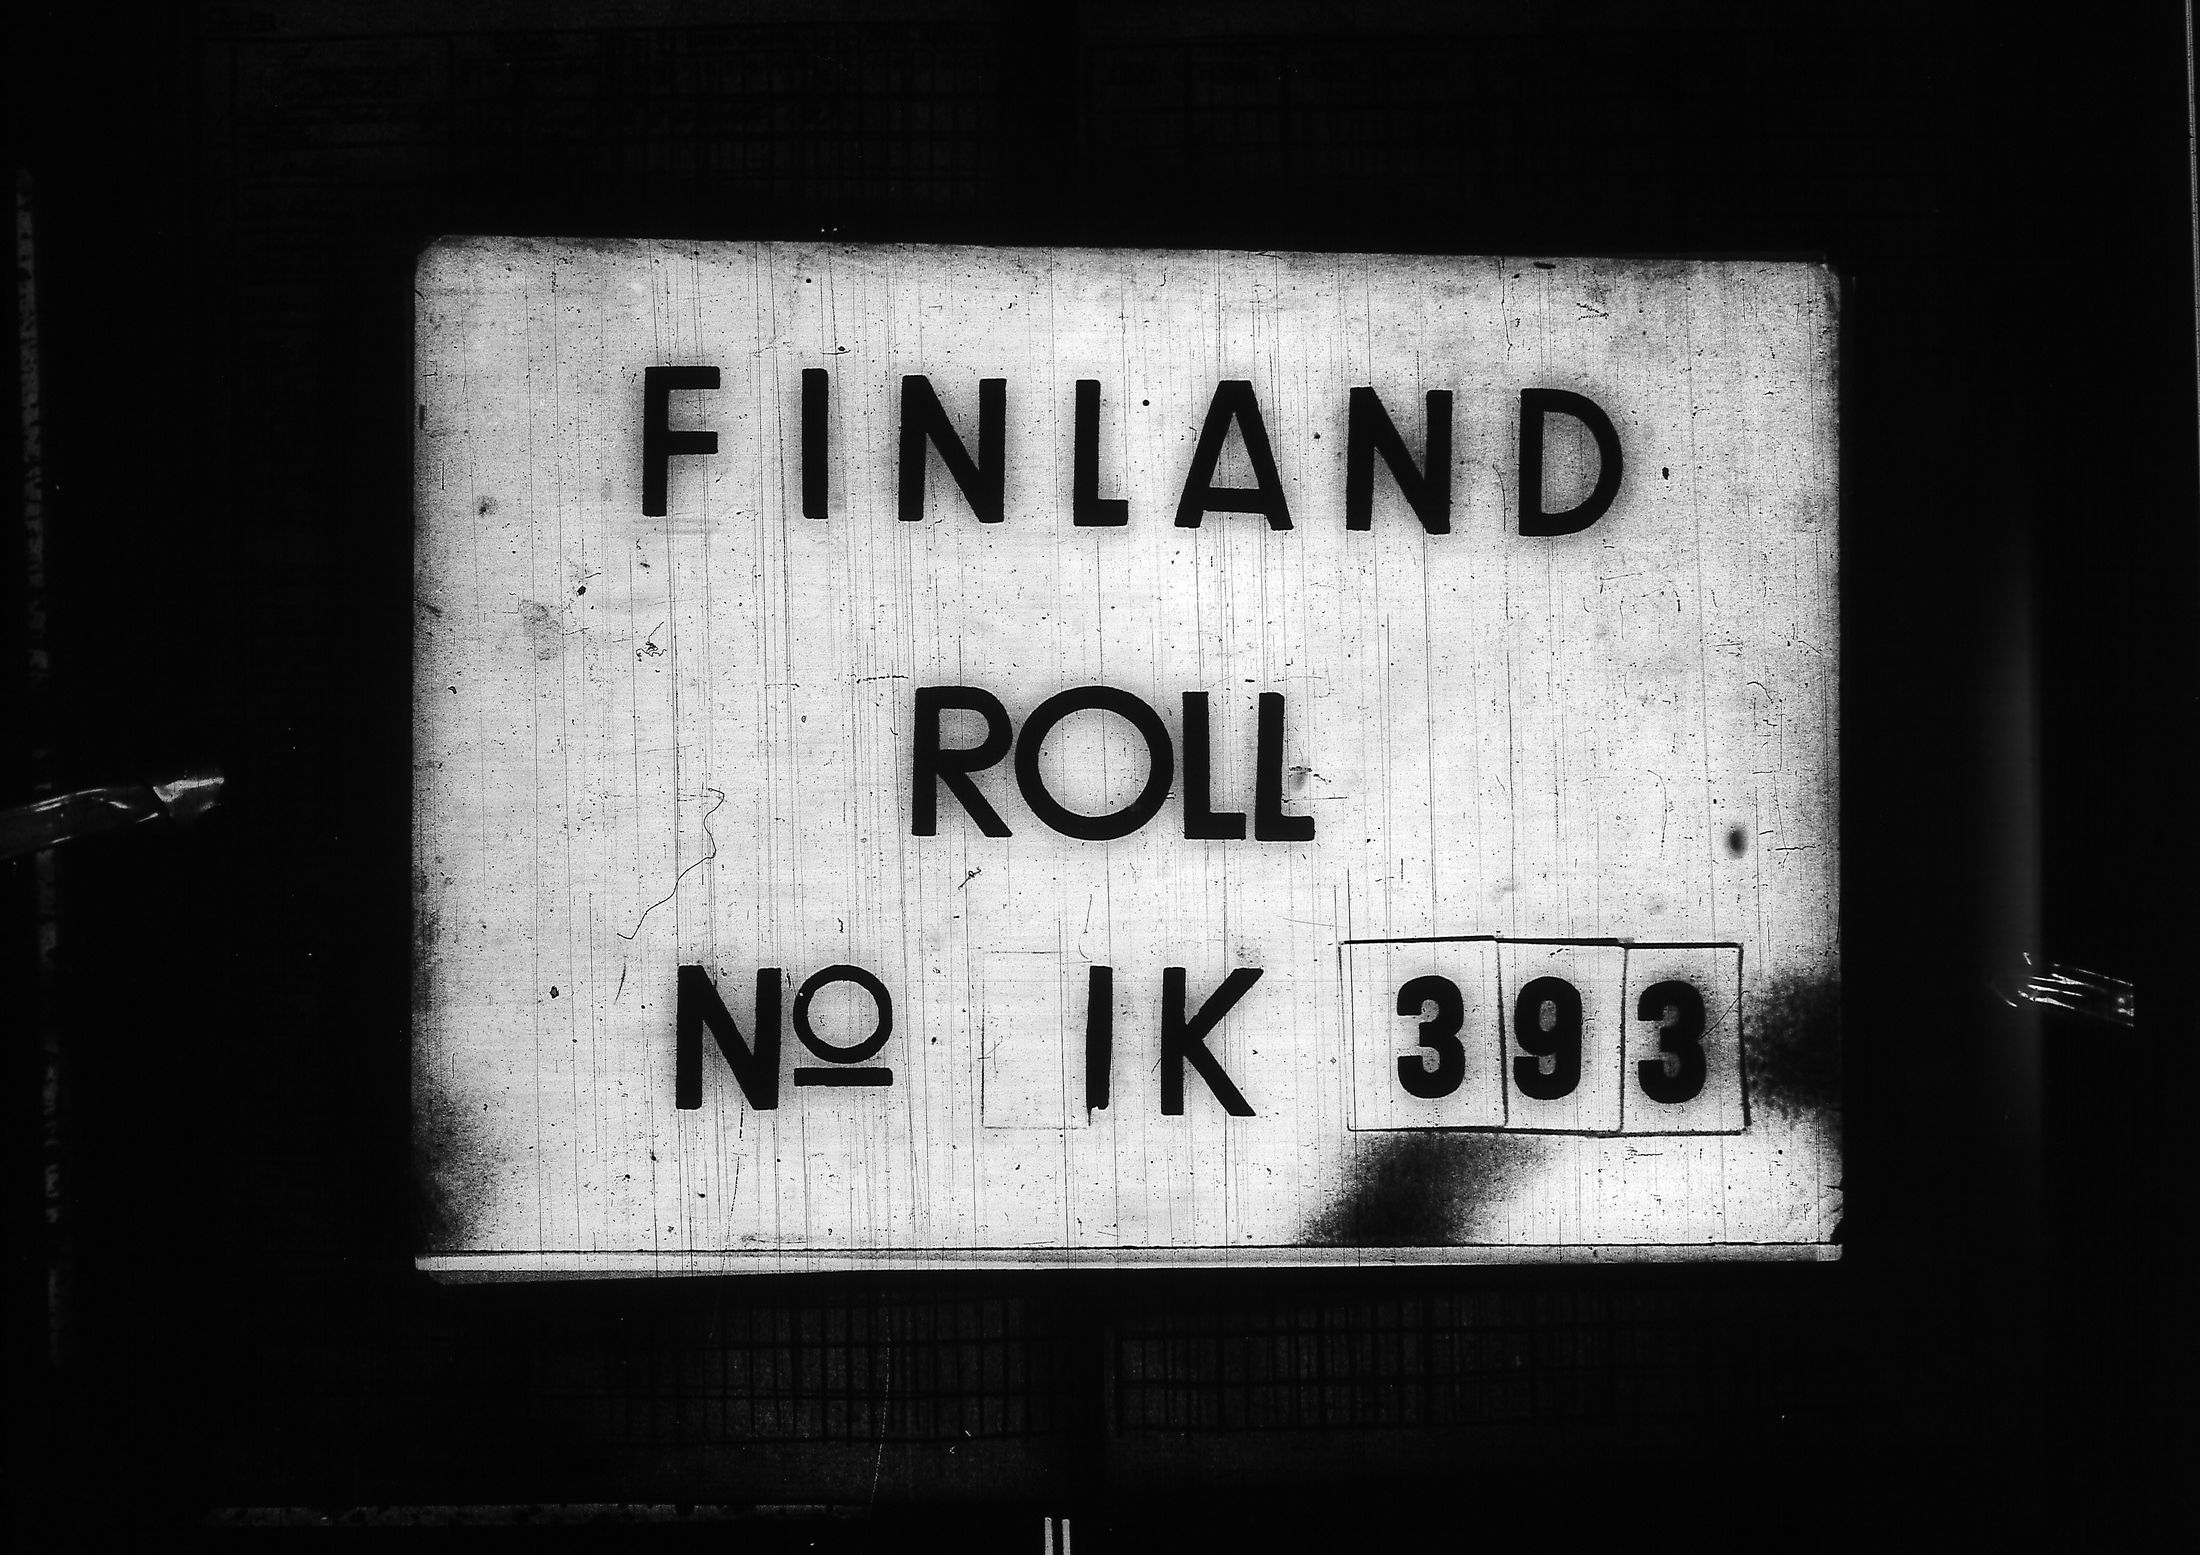 FINLAND
ROLL
Nº IK 393